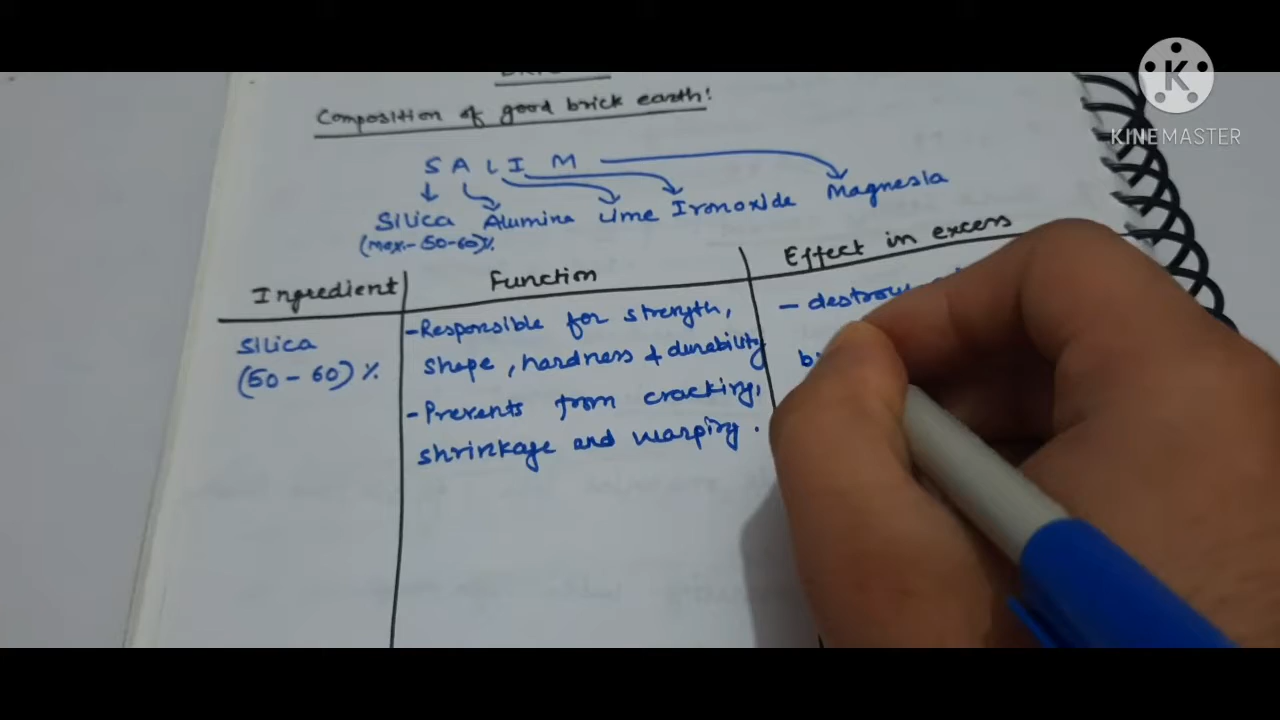 Composition of good brick earth:
S A L I M
Silica Alumina Lime Ironoxide Magnesia
(max-50-60)%
Ingredient Function Effect in excess
Silica
(50-60)%
-Responsible for strength,
shape, hardness & durability
-Prevents from cracking,
shrinkage and warping.
- destroys
K
KINEMASTER